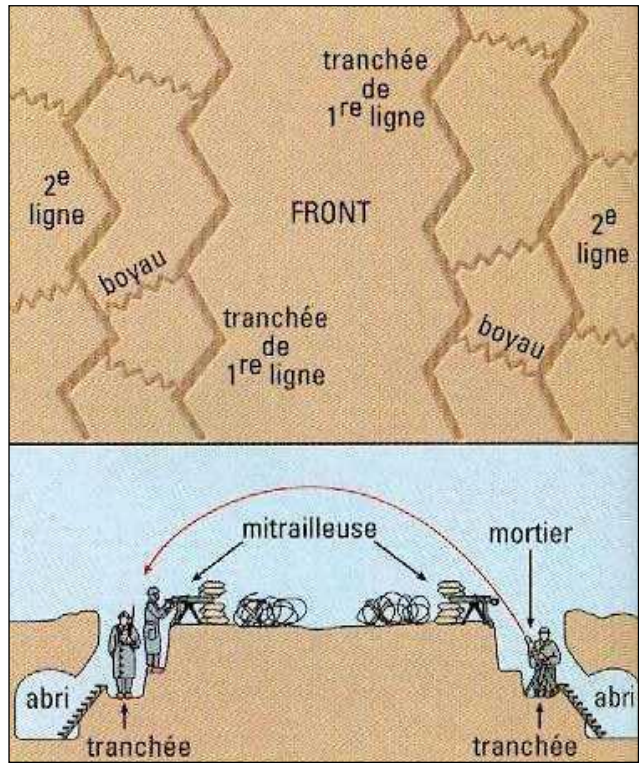 tranchée
de
1re ligne
2e
ligne
FRONT
2e
ligne
boyau
tranchée
de
1re ligne
boyau
mitrailleuse
mortier
abri
abri
tranchée
tranchée